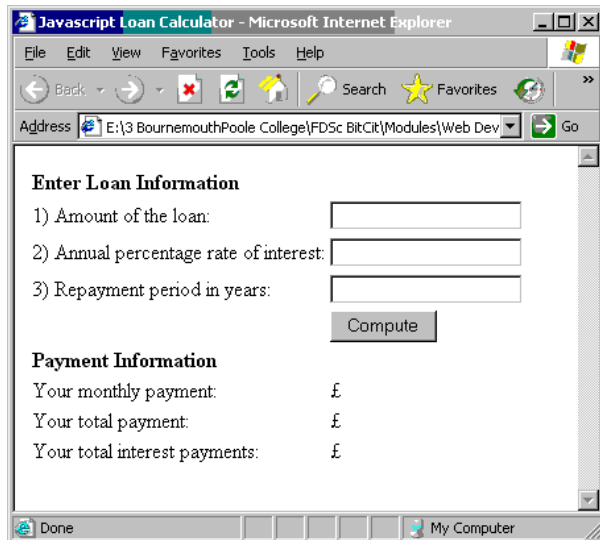 Javascript Loan Calculator - Microsoft Internet Explorer
File Edit View Favorites Tools Help
Back Search Favorites »
Address E:\3 BournemouthPoole College\FDSc BitCit\Modules\Web Dev Go
Enter Loan Information
1) Amount of the loan:
2) Annual percentage rate of interest:
3) Repayment period in years:
Compute
Payment Information
Your monthly payment: £
Your total payment: £
Your total interest payments: £
Done My Computer